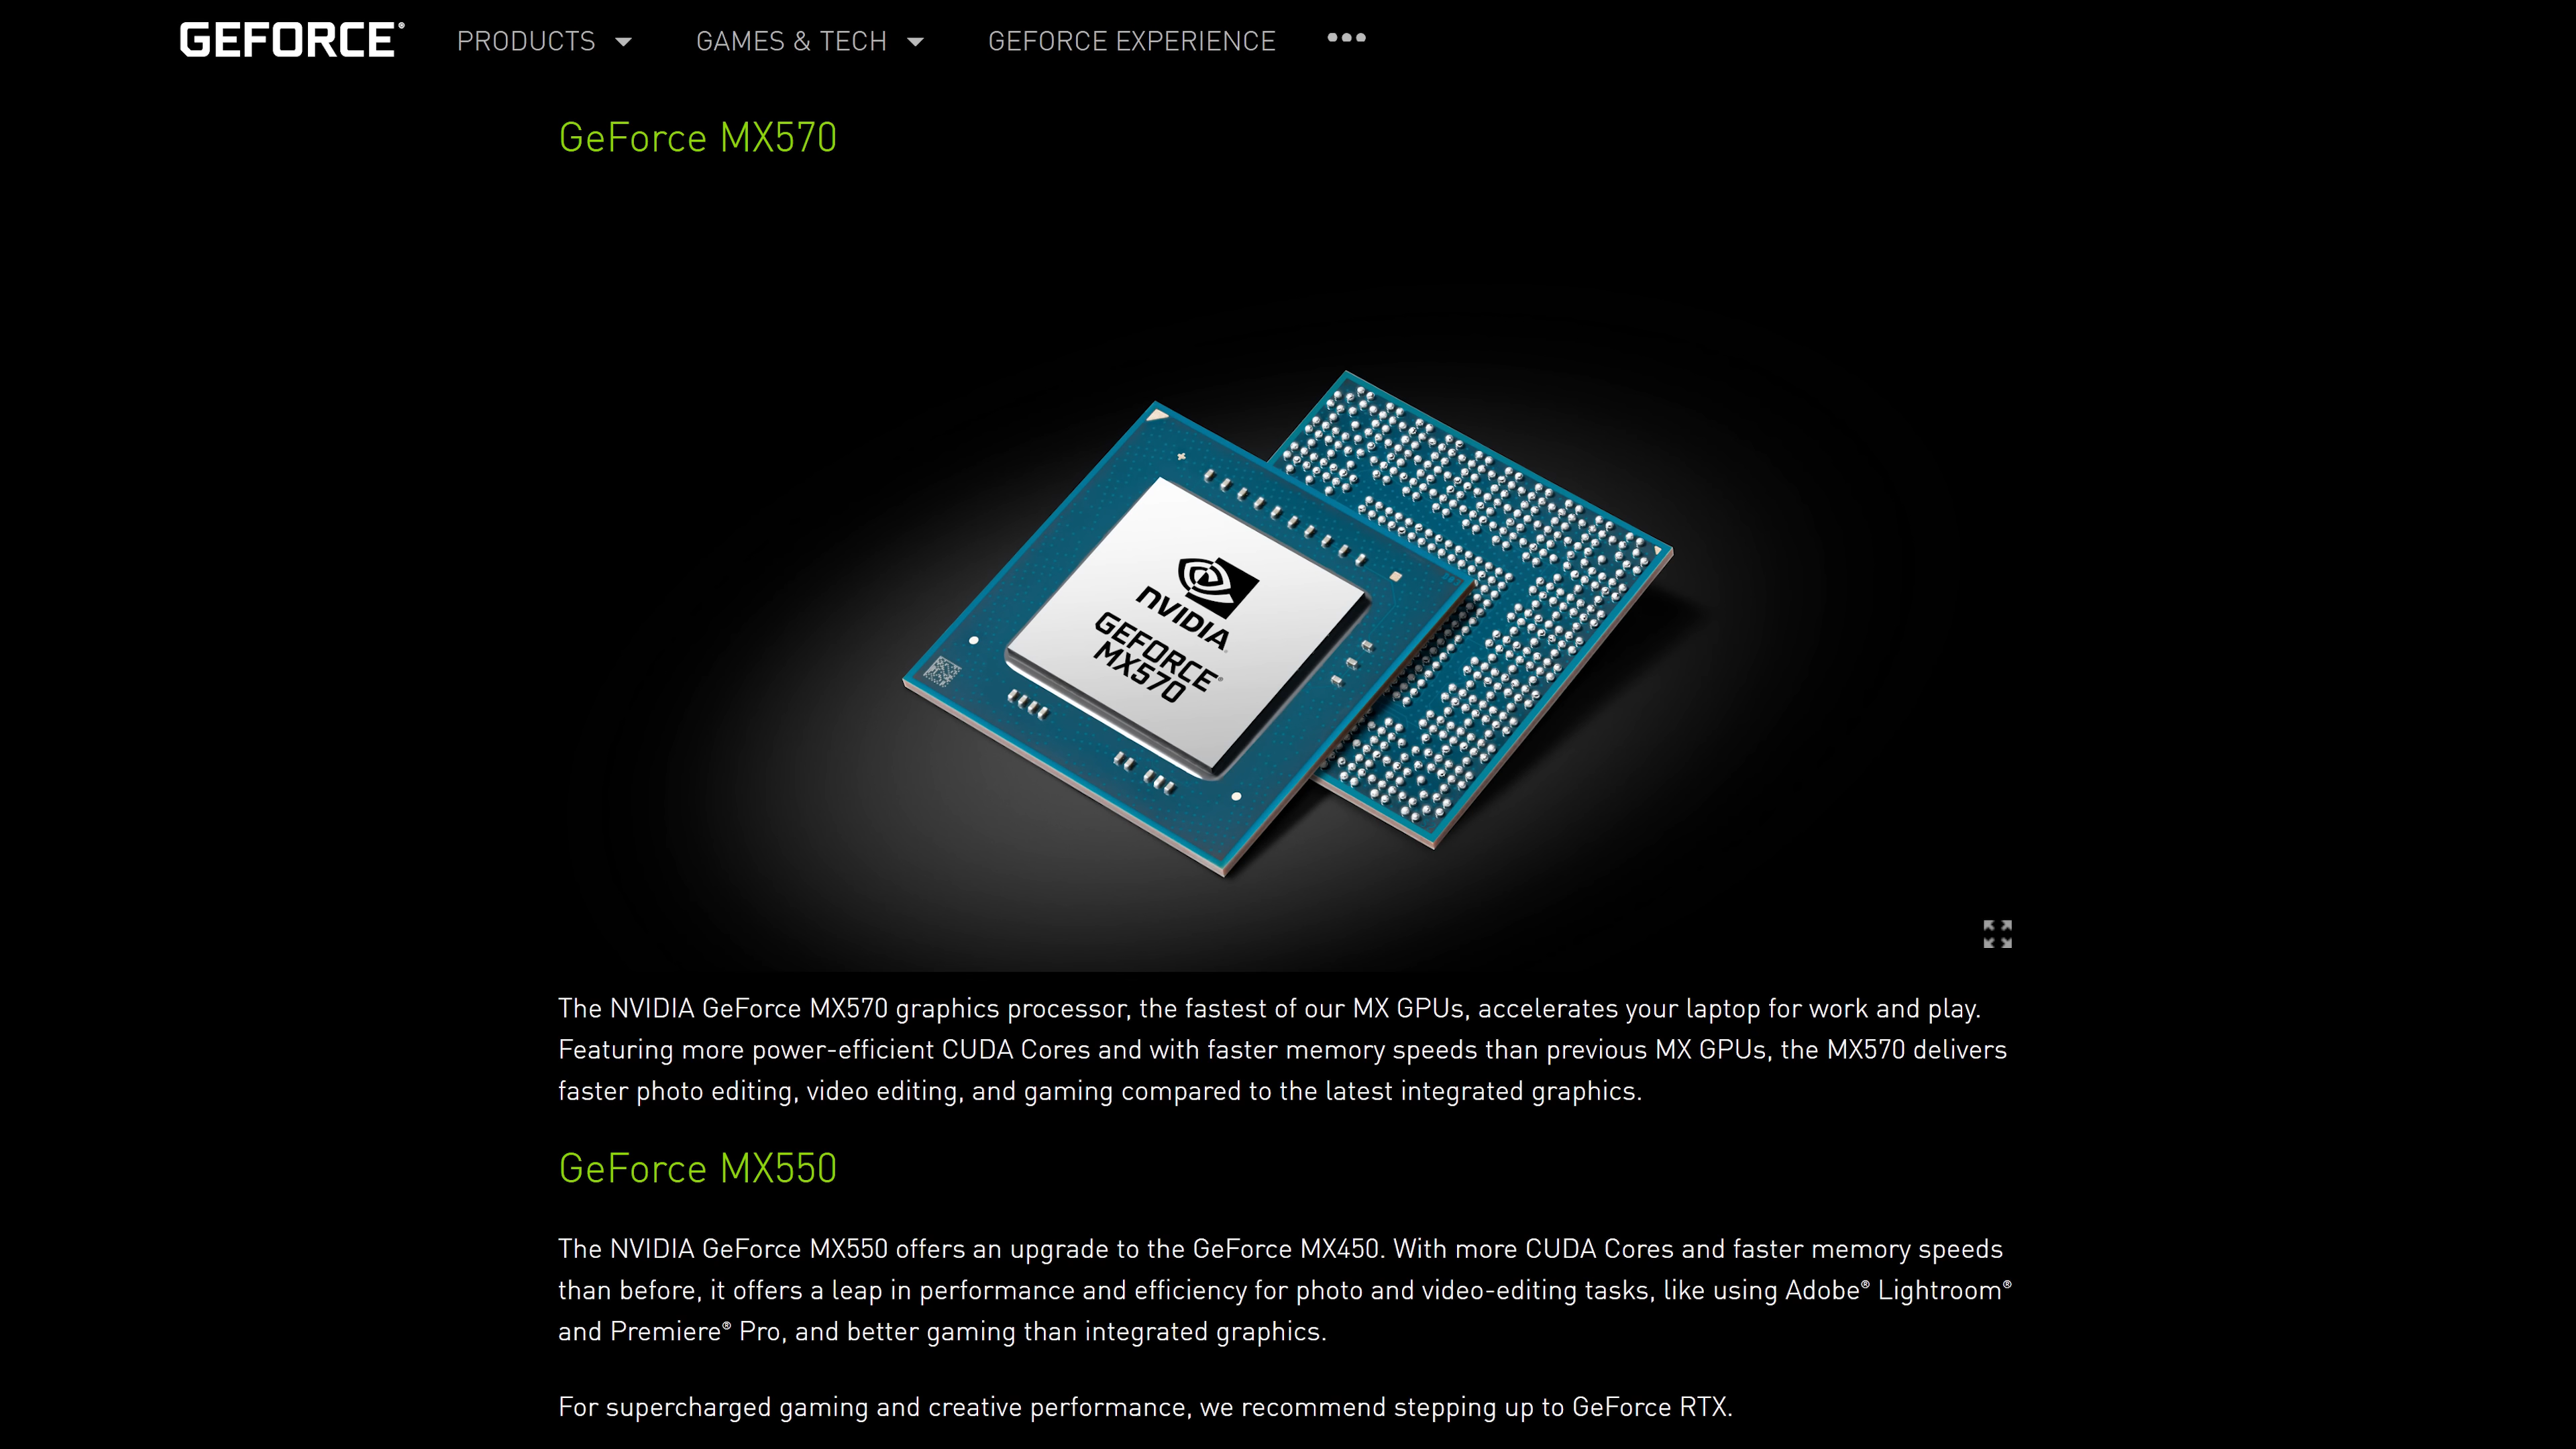 GEFORCE®
PRODUCTS
GAMES & TECH
GEFORCE EXPERIENCE
GeForce MX570
NVIDIA
GEFORCE®
MX570
The NVIDIA GeForce MX570 graphics processor, the fastest of our MX GPUs, accelerates your laptop for work and play.
Featuring more power-efficient CUDA Cores and with faster memory speeds than previous MX GPUs, the MX570 delivers
faster photo editing, video editing, and gaming compared to the latest integrated graphics.
GeForce MX550
The NVIDIA GeForce MX550 offers an upgrade to the GeForce MX450. With more CUDA Cores and faster memory speeds
than before, it offers a leap in performance and efficiency for photo and video-editing tasks, like using Adobe® Lightroom®
and Premiere® Pro, and better gaming than integrated graphics.
For supercharged gaming and creative performance, we recommend stepping up to GeForce RTX.